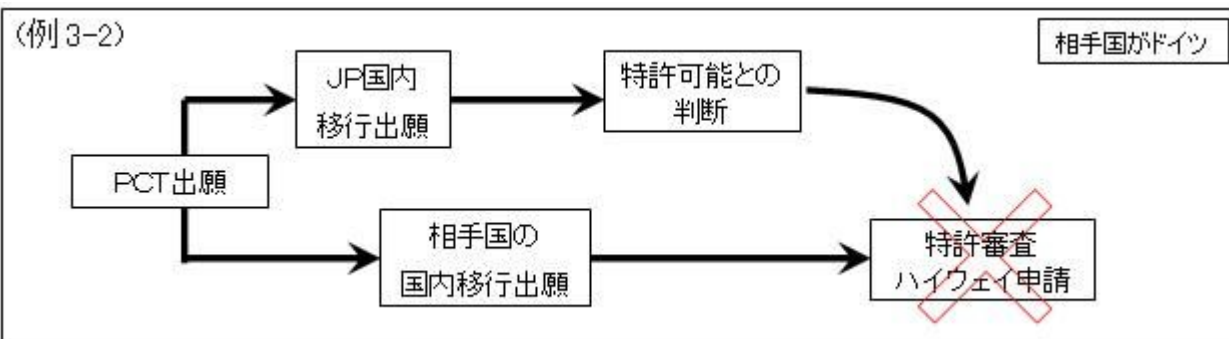 (例3-2)
相手国がドイツ
JP国内
移行出願
特許可能との
判断
PCT出願
相手国の
国内移行出願
特許審査
ハイウェイ申請